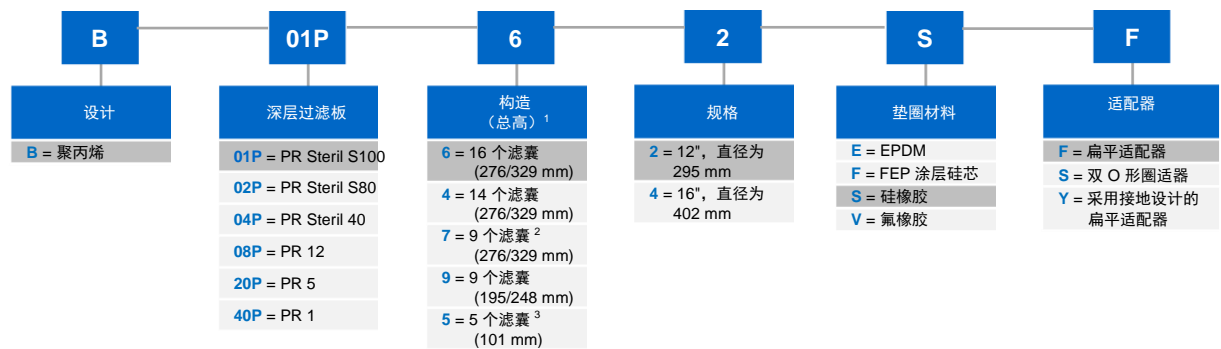 B
01P
6
2
S
F
设计
B = 聚丙烯
深层过滤板
01P = PR Steril S100
02P = PR Steril S80
04P = PR Steril 40
08P = PR 12
20P = PR 5
40P = PR 1
构造
（总高）1
6 = 16 个滤囊
(276/329 mm)
4 = 14 个滤囊
(276/329 mm)
7 = 9 个滤囊 2
(276/329 mm)
9 = 9 个滤囊
(195/248 mm)
5 = 5 个滤囊 3
(101 mm)
规格
2 = 12"，直径为
295 mm
4 = 16"，直径为
402 mm
垫圈材料
E = EPDM
F = FEP 涂层硅芯
S = 硅橡胶
V = 氟橡胶
适配器
F = 扁平适配器
S = 双 O 形圈适器
Y = 采用接地设计的
扁平适配器